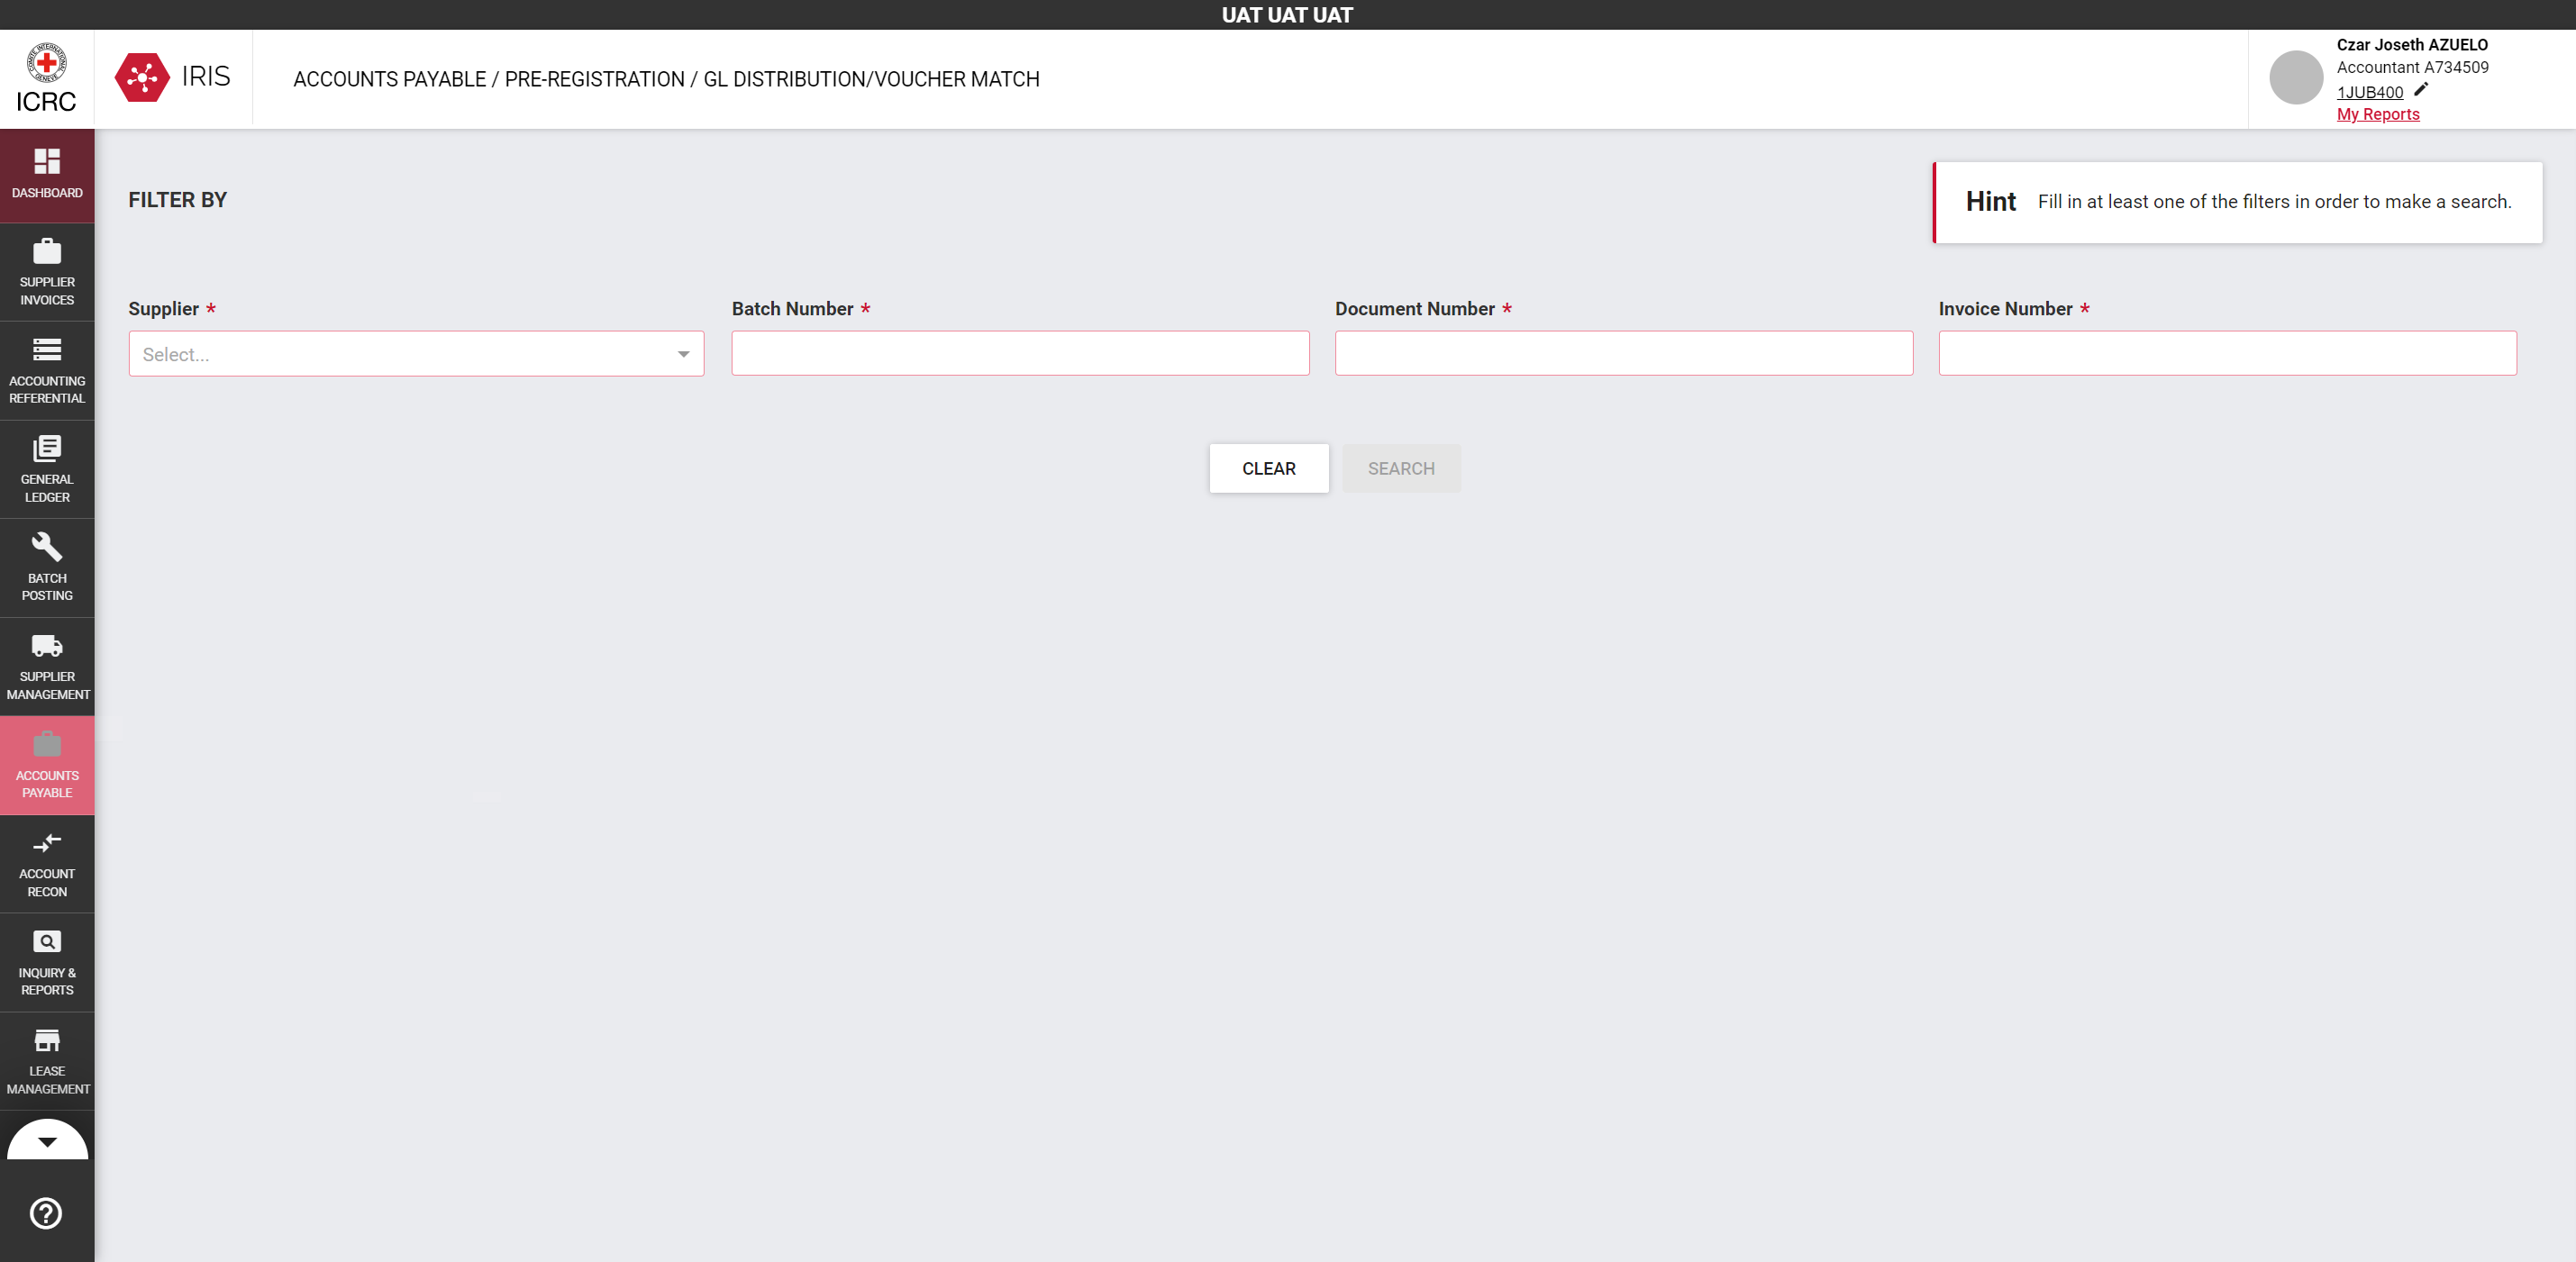 UAT UAT UAT
COMITE INTERNATIONAL GENEVE
ICRC
IRIS
ACCOUNTS PAYABLE / PRE-REGISTRATION / GL DISTRIBUTION/VOUCHER MATCH
Czar Joseth AZUELO
Accountant A734509
1JUB400
My Reports
DASHBOARD
SUPPLIER
INVOICES
ACCOUNTING
REFERENTIAL
GENERAL
LEDGER
BATCH
POSTING
SUPPLIER
MANAGEMENT
ACCOUNTS
PAYABLE
ACCOUNT
RECON
INQUIRY &
REPORTS
LEASE
MANAGEMENT
FILTER BY
Hint Fill in at least one of the filters in order to make a search.
Supplier * Batch Number * Document Number * Invoice Number *
Select...
CLEAR SEARCH